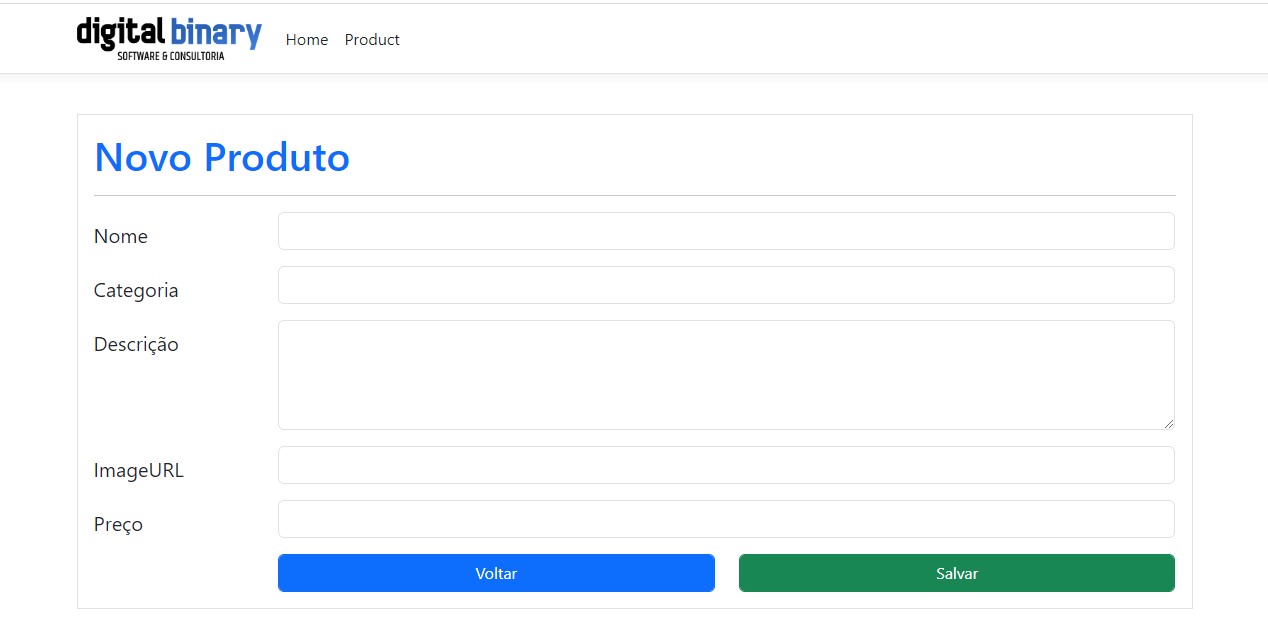 digital binary
SOFTWARE & CONSULTORIA
Home Product
Novo Produto
Nome
Categoria
Descrição
ImageURL
Preço
Voltar Salvar